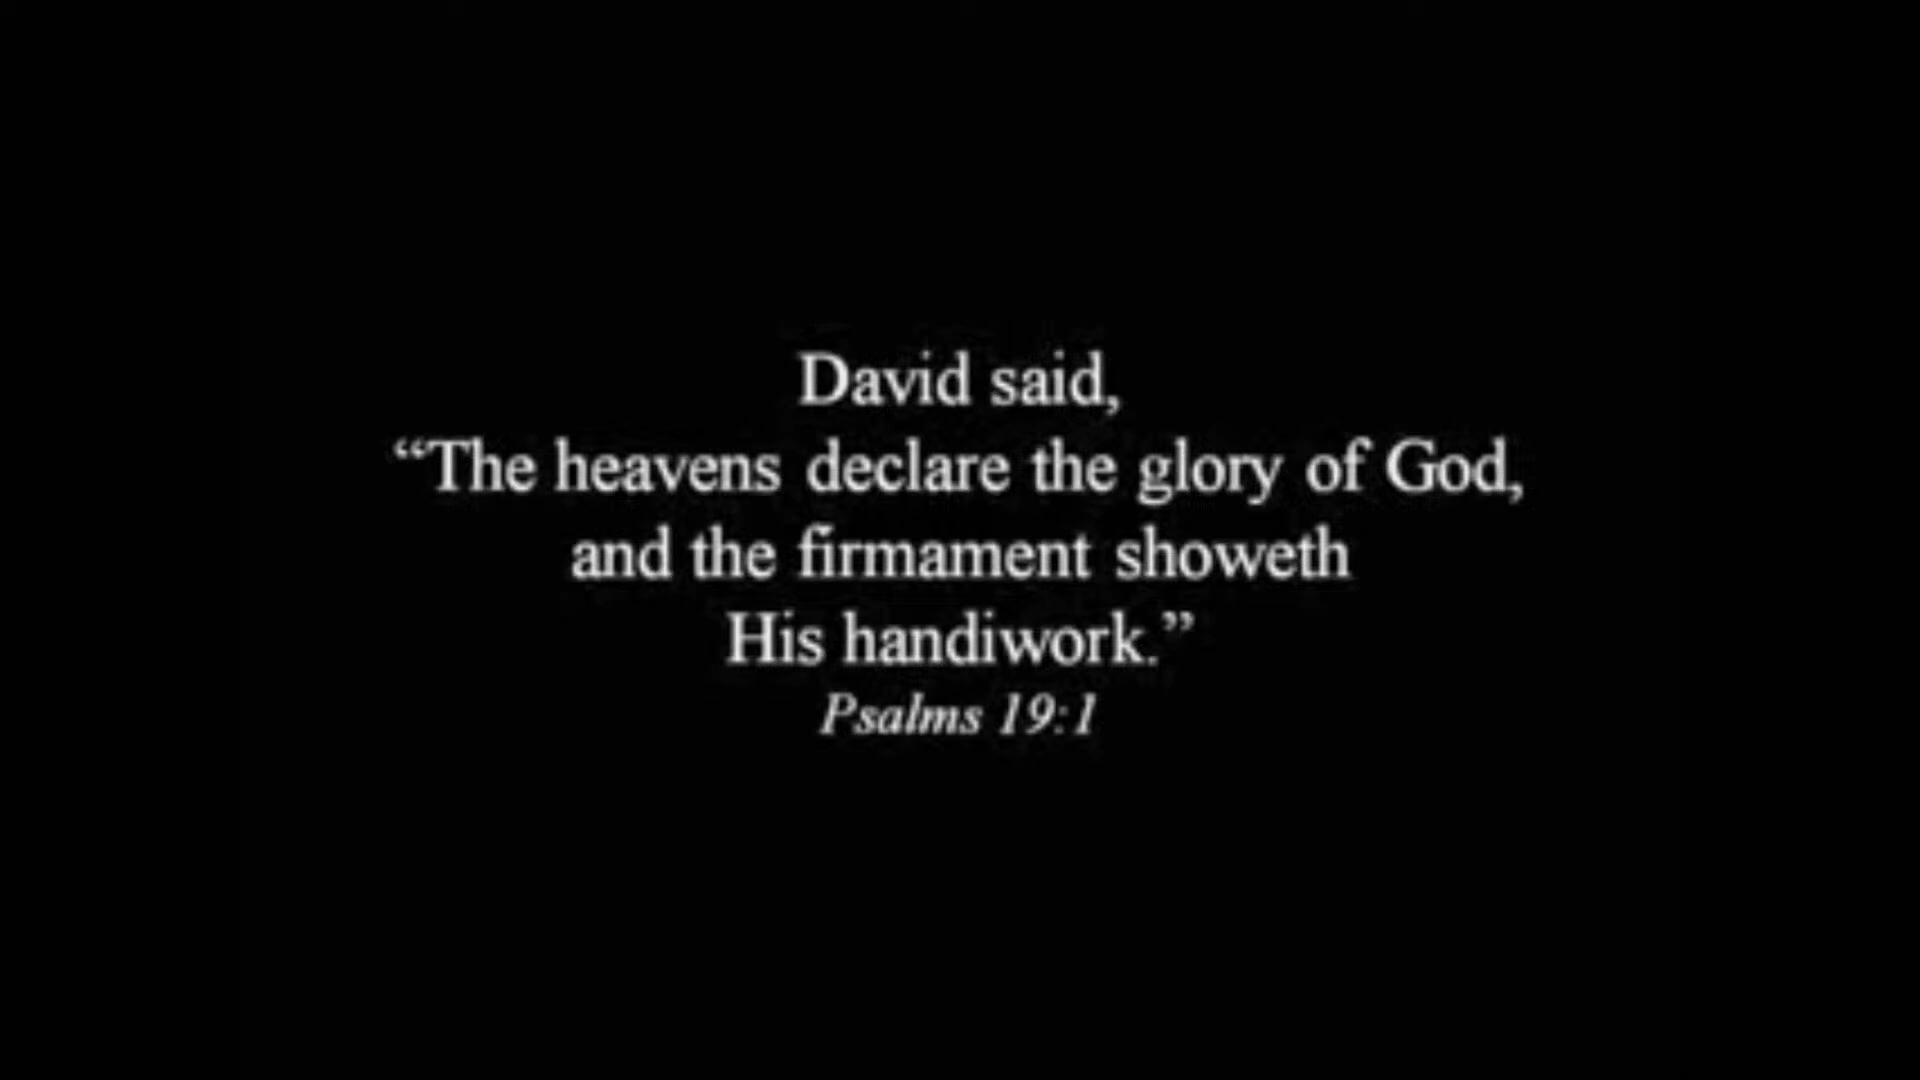 David said,
“The heavens declare the glory of God,
and the firmament showeth
His handiwork.”
Psalms 19:1